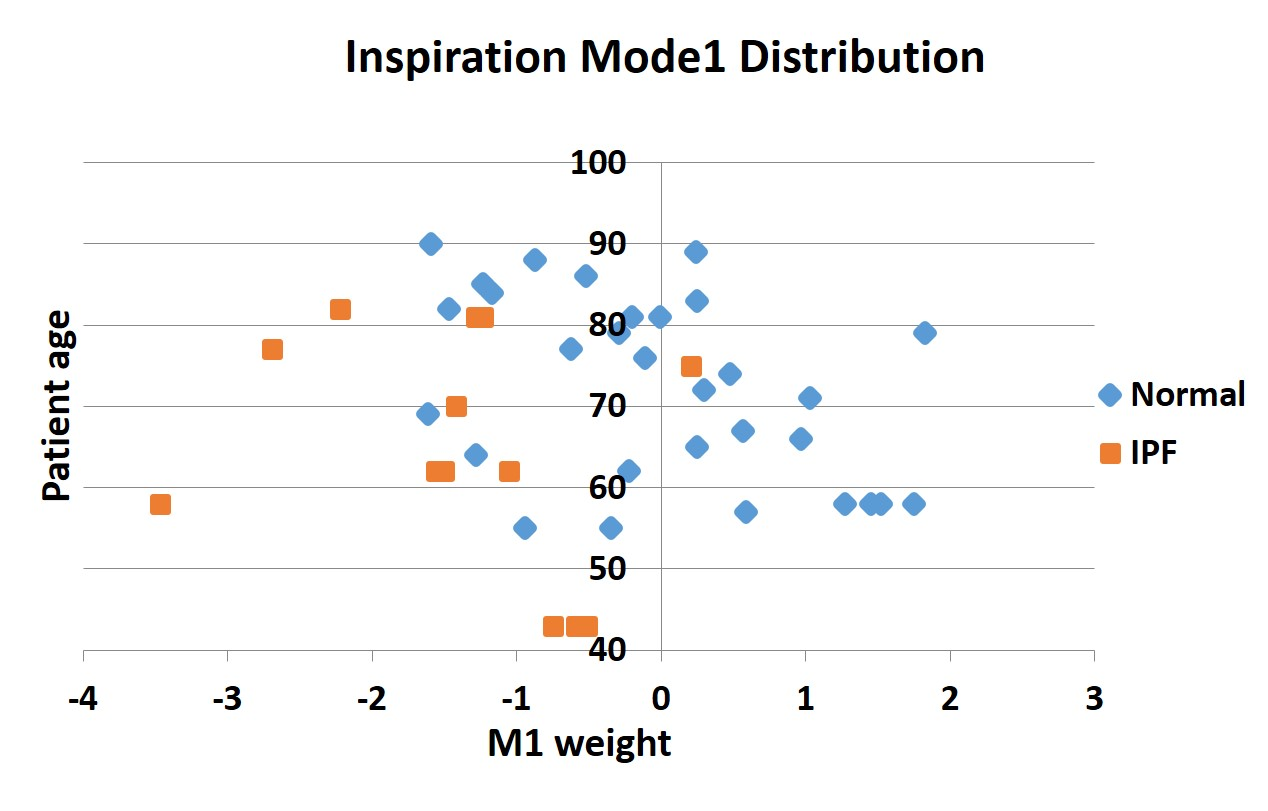 Inspiration Mode1 Distribution
100
90
80
70
60
50
40
Patient age
-4 -3 -2 -1 0 1 2 3
M1 weight
Normal
IPF